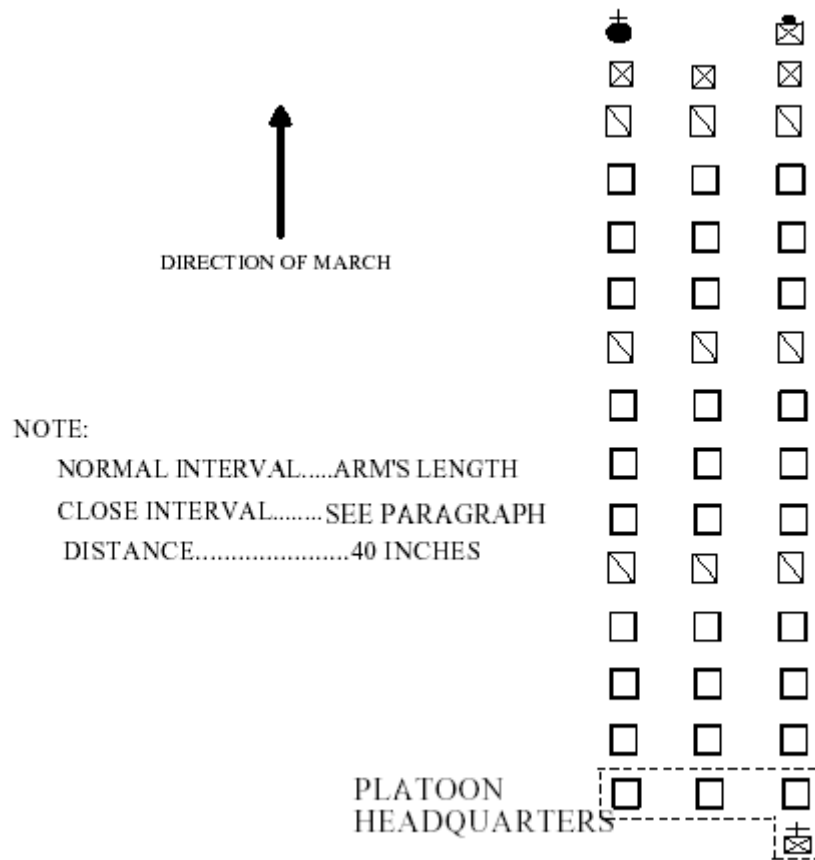 DIRECTION OF MARCH
NOTE:
NORMAL INTERVAL.....ARM'S LENGTH
CLOSE INTERVAL.......SEE PARAGRAPH
DISTANCE.......................40 INCHES
PLATOON
HEADQUARTERS